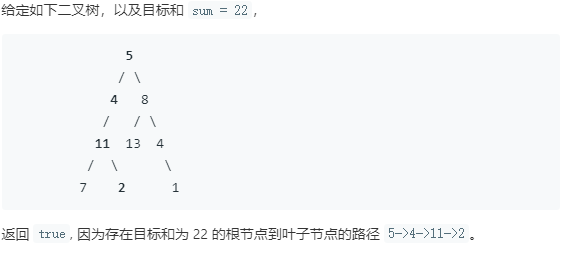 给定如下二叉树，以及目标和 sum = 22，
5
/ \
4 8
/ / \
11 13 4
/ \ \
7 2 1
返回 true, 因为存在目标和为 22 的根节点到叶子节点的路径 5->4->11->2。